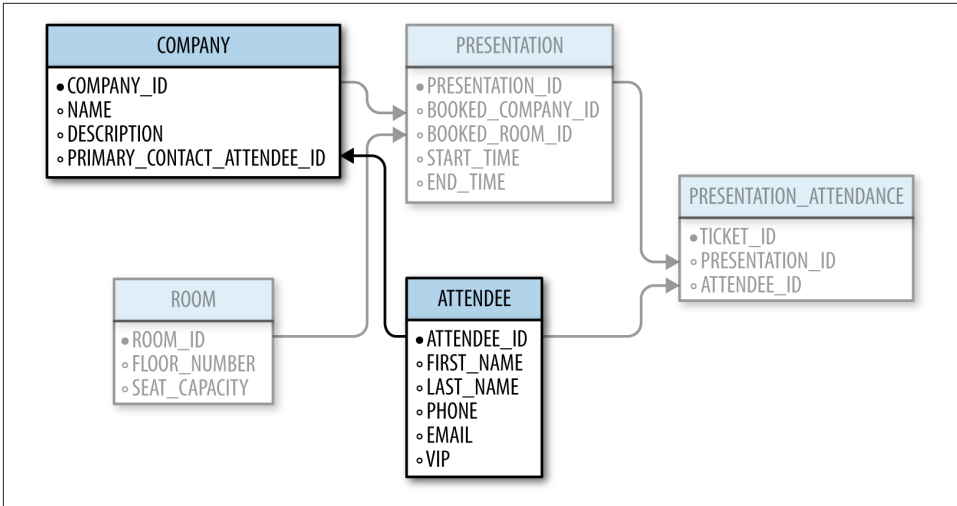 COMPANY
COMPANY_ID
NAME
DESCRIPTION
PRIMARY_CONTACT_ATTENDEE_ID
PRESENTATION
PRESENTATION_ID
BOOKED_COMPANY_ID
BOOKED_ROOM_ID
START_TIME
END_TIME
PRESENTATION_ATTENDANCE
TICKET_ID
PRESENTATION_ID
ATTENDEE_ID
ROOM
ROOM_ID
FLOOR_NUMBER
SEAT_CAPACITY
ATTENDEE
ATTENDEE_ID
FIRST_NAME
LAST_NAME
PHONE
EMAIL
VIP